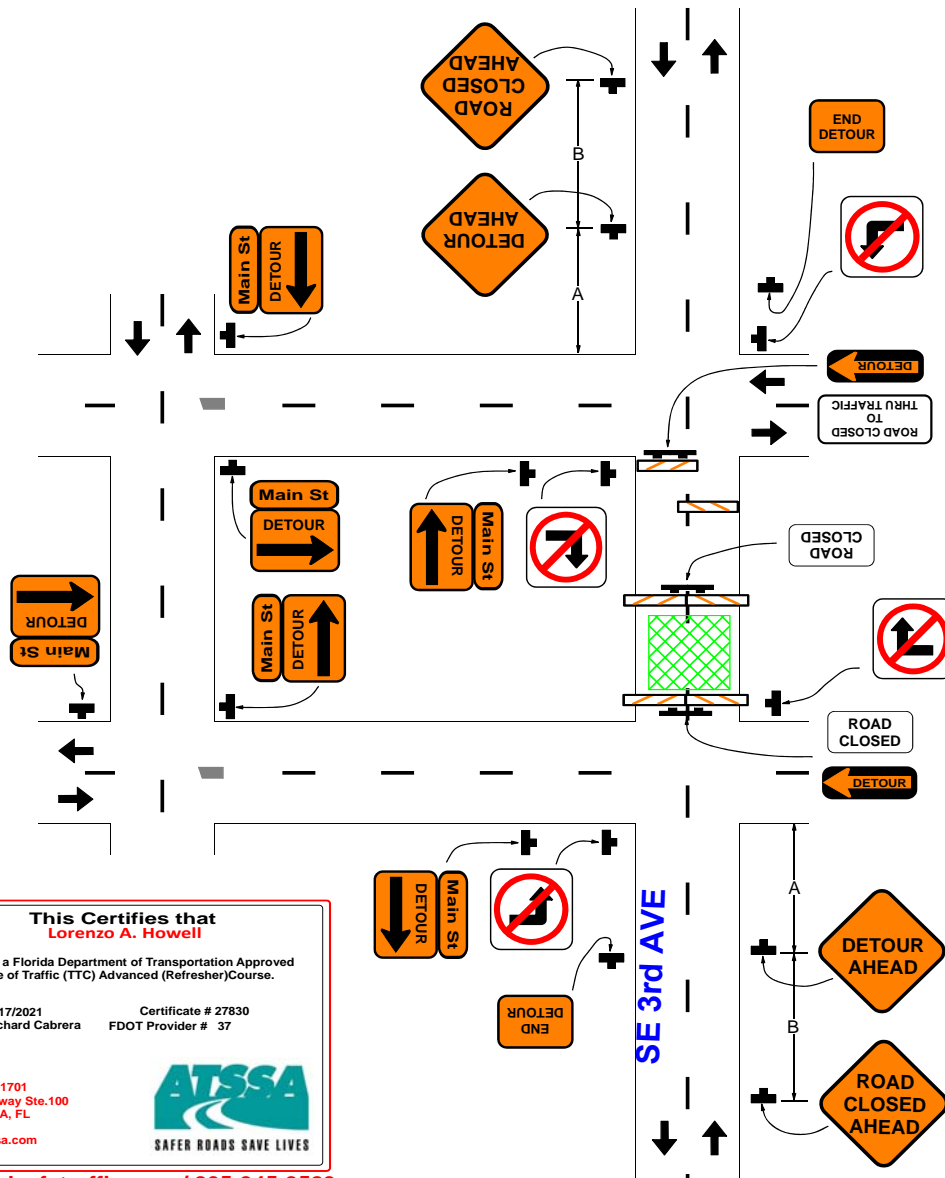 ROAD
CLOSED
AHEAD
B
DETOUR
AHEAD
A
END
DETOUR
Main St
DETOUR
DETOUR
ROAD CLOSED
TO
THRU TRAFFIC
Main St
DETOUR
DETOUR
Main St
ROAD
CLOSED
DETOUR
Main St
Main St
DETOUR
ROAD
CLOSED
DETOUR
DETOUR
Main St
END
DETOUR
SE 3rd AVE
A
DETOUR
AHEAD
B
ROAD
CLOSED
AHEAD
This Certifies that
Lorenzo A. Howell
a Florida Department of Transportation Approved
e of Traffic (TTC) Advanced (Refresher)Course.
17/2021 Certificate # 27830
chard Cabrera FDOT Provider # 37
1701
way Ste.100
A, FL
sa.com
ATSSA
SAFER ROADS SAVE LIVES